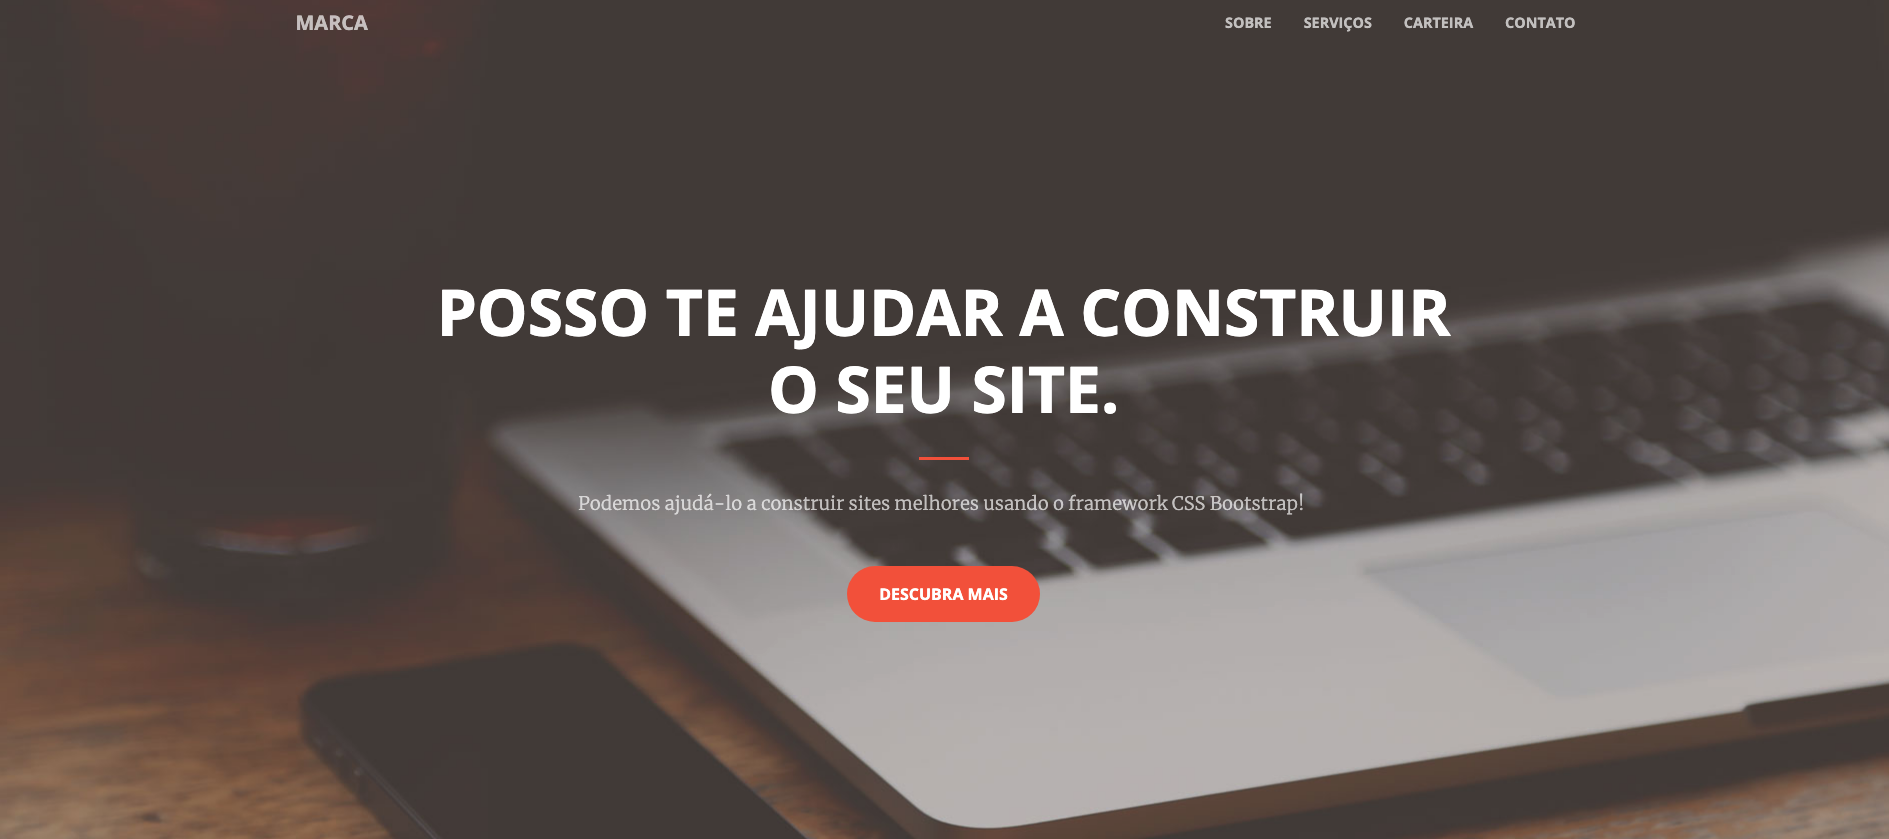 MARCA
SOBRE SERVIÇOS CARTEIRA CONTATO
POSSO TE AJUDAR A CONSTRUIR
O SEU SITE.
Podemos ajudá-lo a construir sites melhores usando o framework CSS Bootstrap!
DESCUBRA MAIS